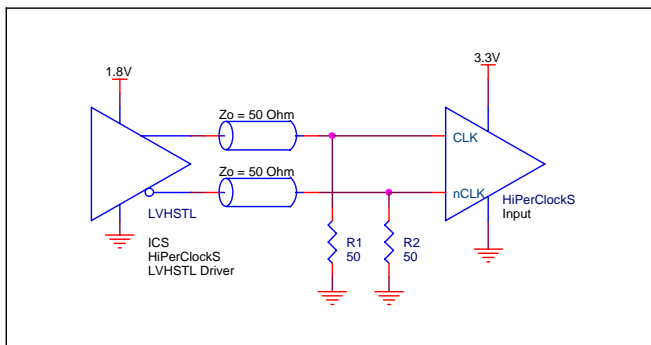 1.8V
3.3V
Zo = 50 Ohm
CLK
Zo = 50 Ohm
nCLK
HiPerClockS
Input
LVHSTL
ICS
HiPerClockS
LVHSTL Driver
R1
50
R2
50